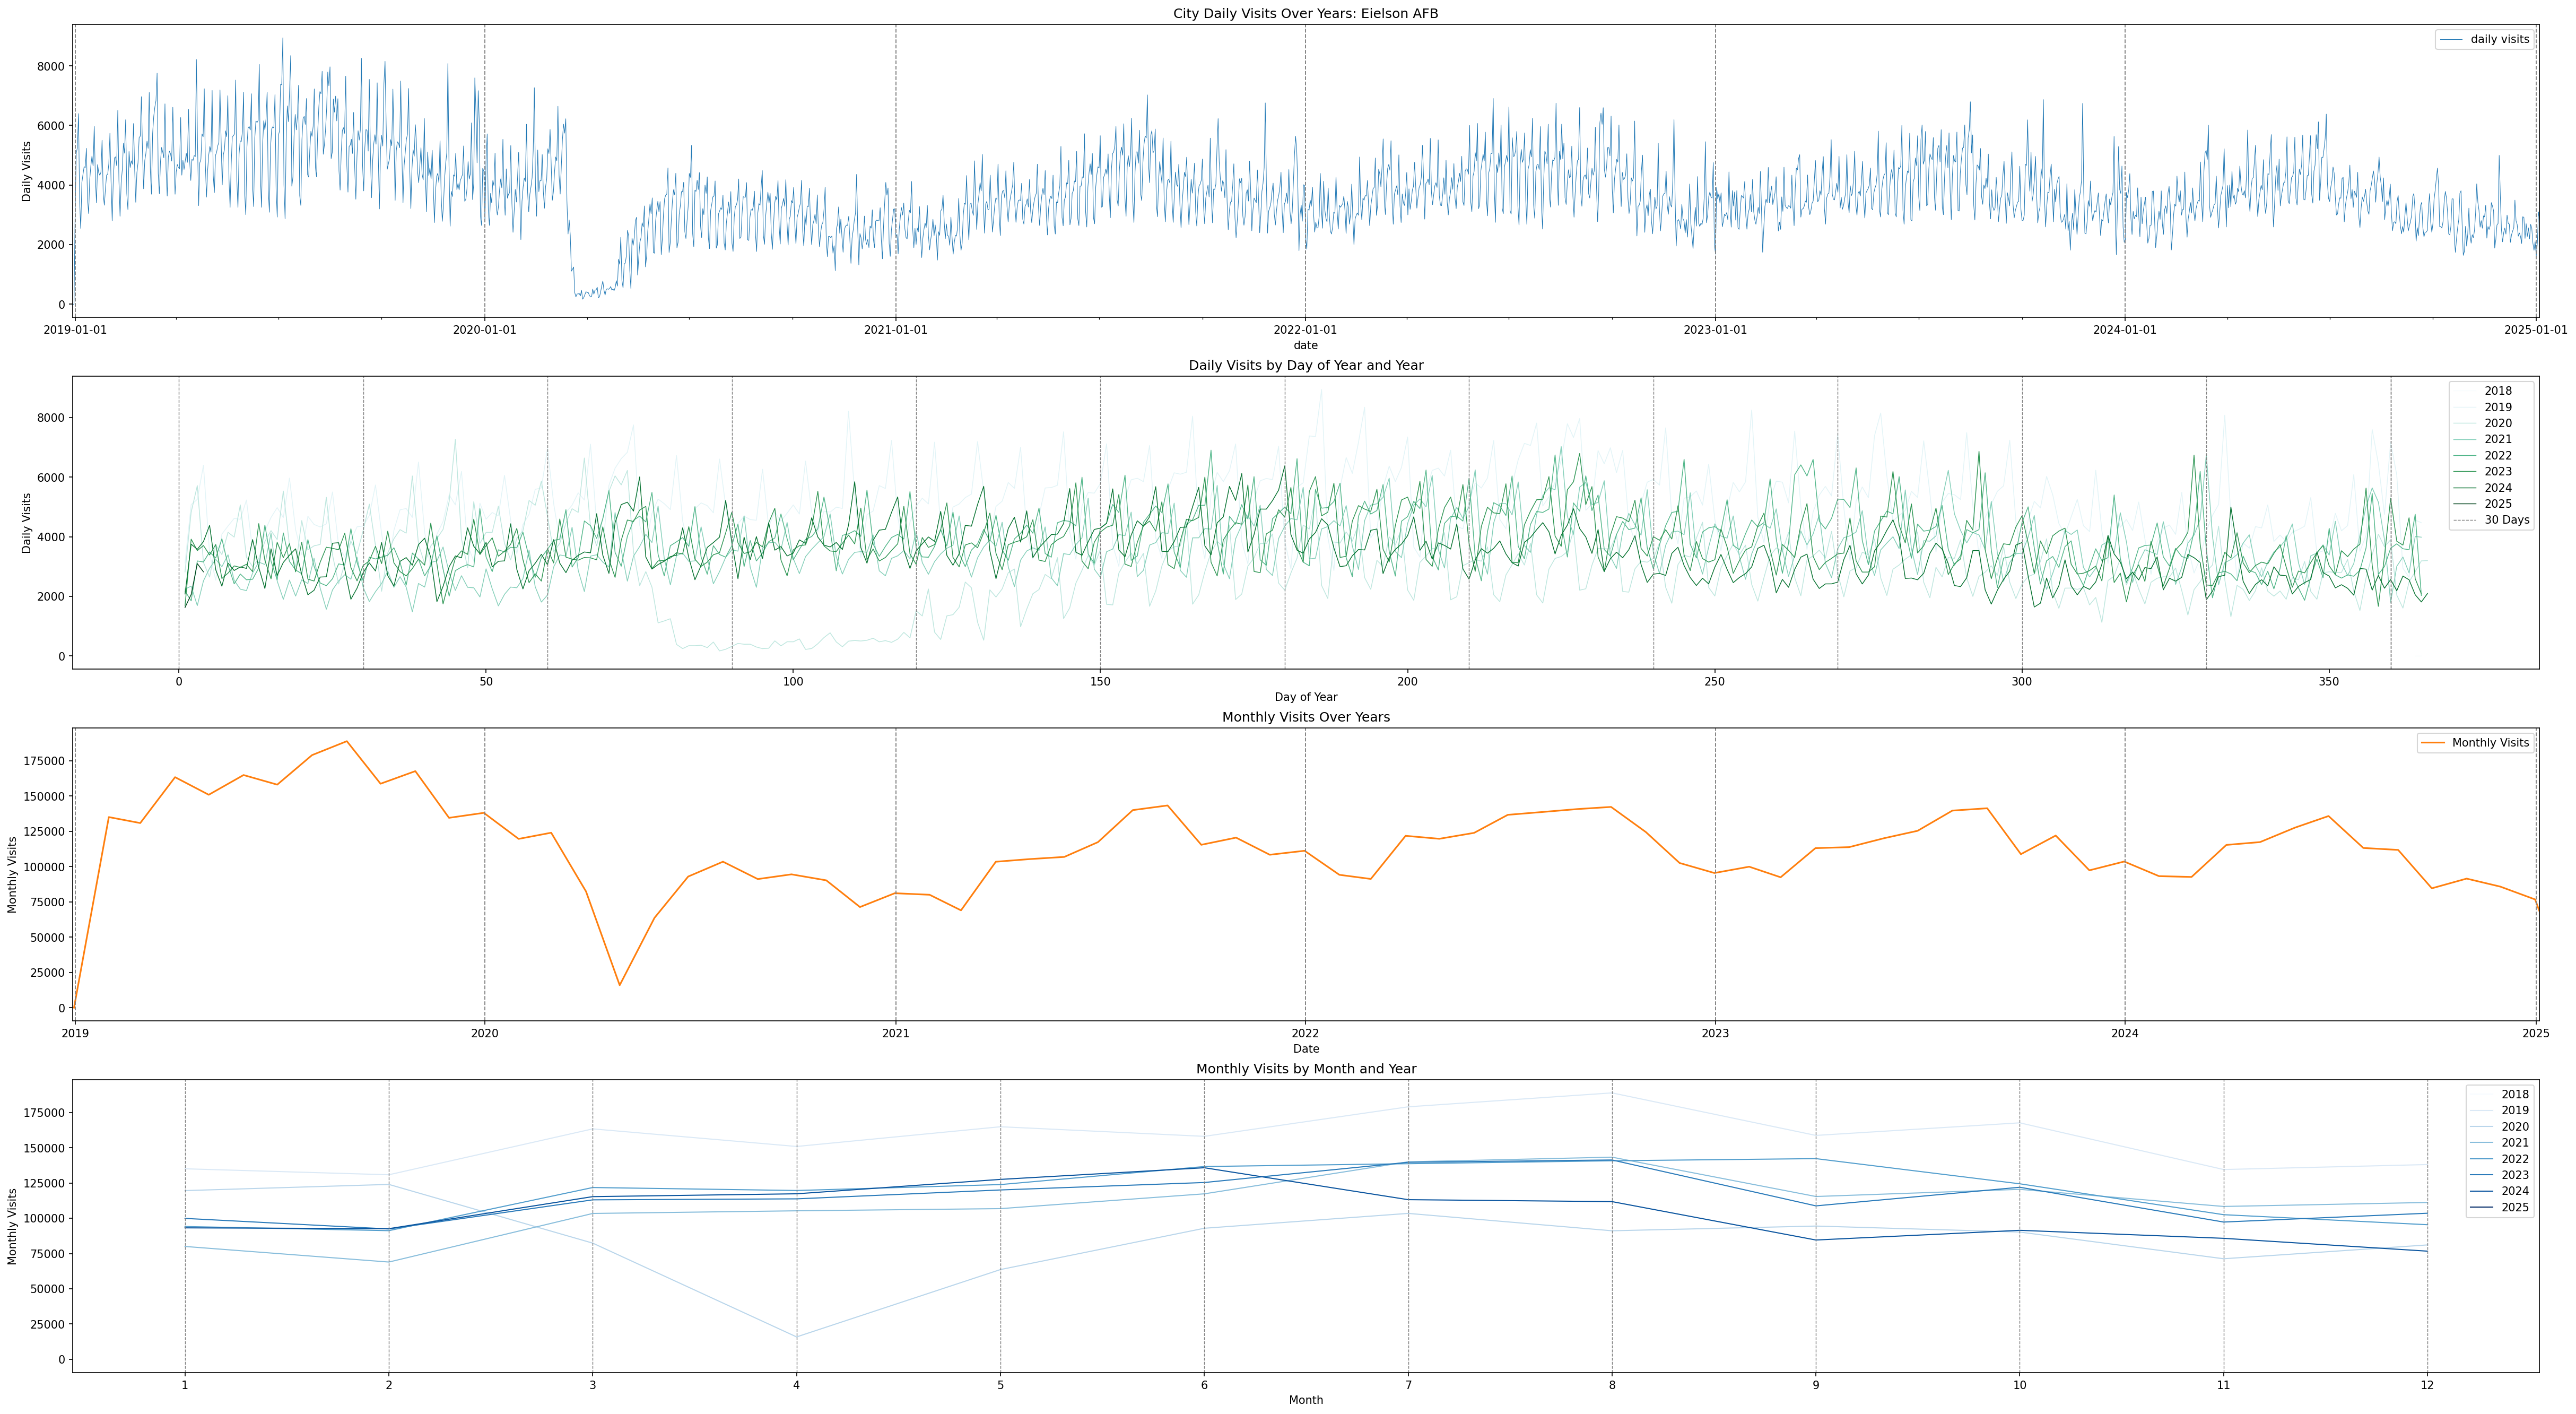 City Daily Visits Over Years: Eielson AFB
daily visits
Daily Visits
8000
6000
4000
2000
0
2019-01-01 2020-01-01 2021-01-01 2022-01-01 2023-01-01 2024-01-01 2025-01-01
date
Daily Visits by Day of Year and Year
2018
2019
2020
2021
2022
2023
2024
2025
30 Days
Daily Visits
8000
6000
4000
2000
0
0 50 100 150 200 250 300 350
Day of Year
Monthly Visits Over Years
Monthly Visits
Monthly Visits
175000
150000
125000
100000
75000
50000
25000
0
2019 2020 2021 2022 2023 2024 2025
Date
Monthly Visits by Month and Year
2018
2019
2020
2021
2022
2023
2024
2025
Monthly Visits
175000
150000
125000
100000
75000
50000
25000
0
1 2 3 4 5 6 7 8 9 10 11 12
Month